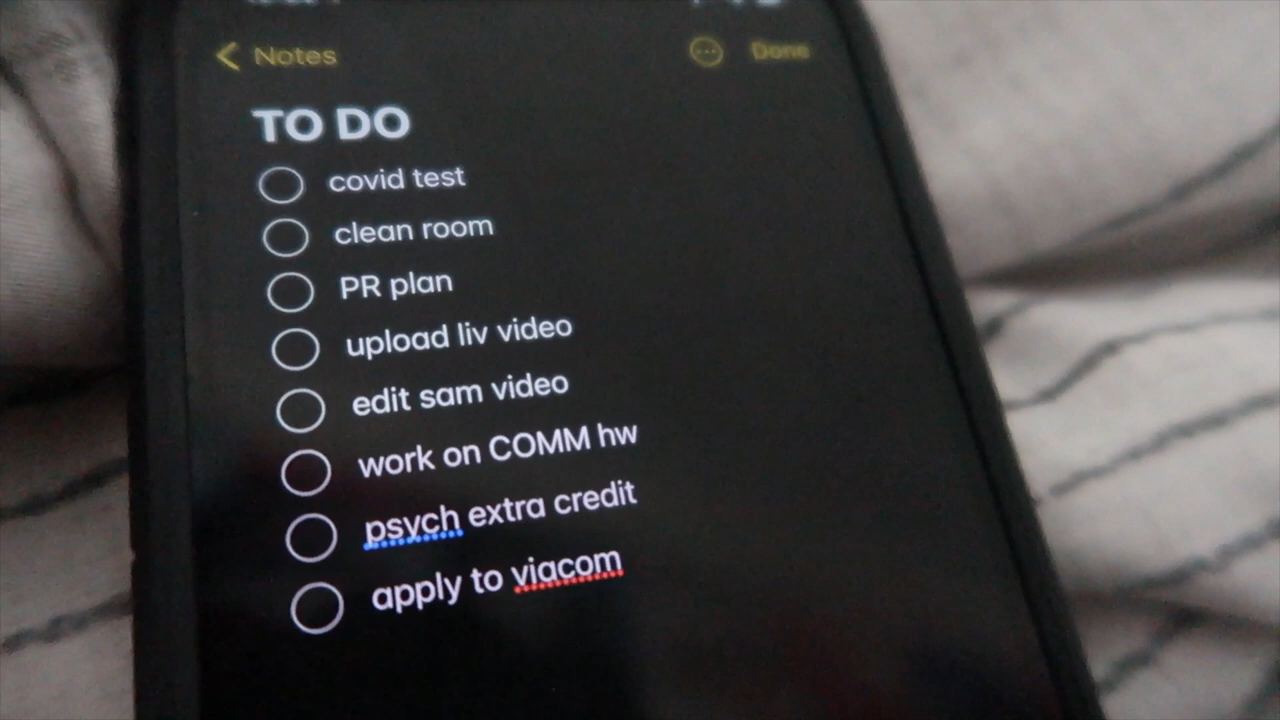 Notes
Done
TO DO
covid test
clean room
PR plan
upload liv video
edit sam video
work on COMM hw
psych extra credit
apply to viacom